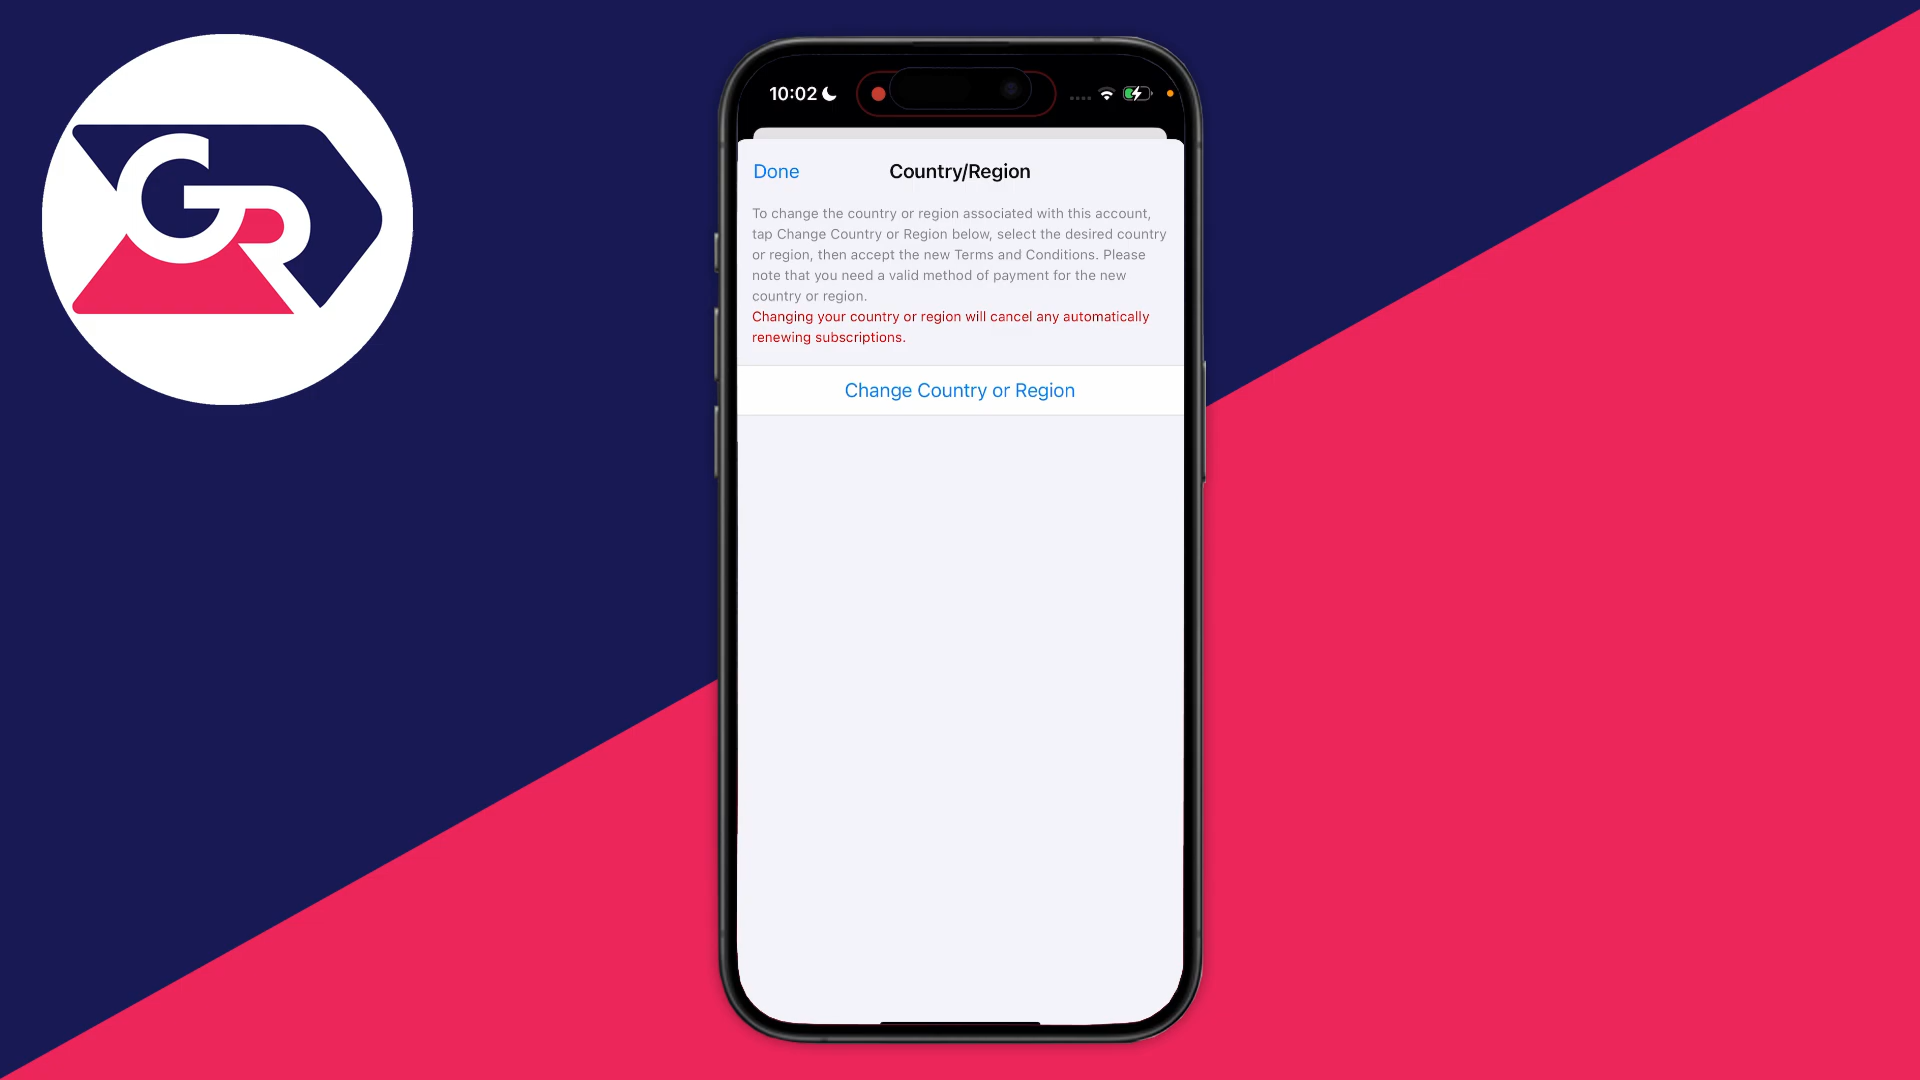 GR
10:02
Done
Country/Region
To change the country or region associated with this account,
tap Change Country or Region below, select the desired country
or region, then accept the new Terms and Conditions. Please
note that you need a valid method of payment for the new
country or region.
Changing your country or region will cancel any automatically
renewing subscriptions.
Change Country or Region